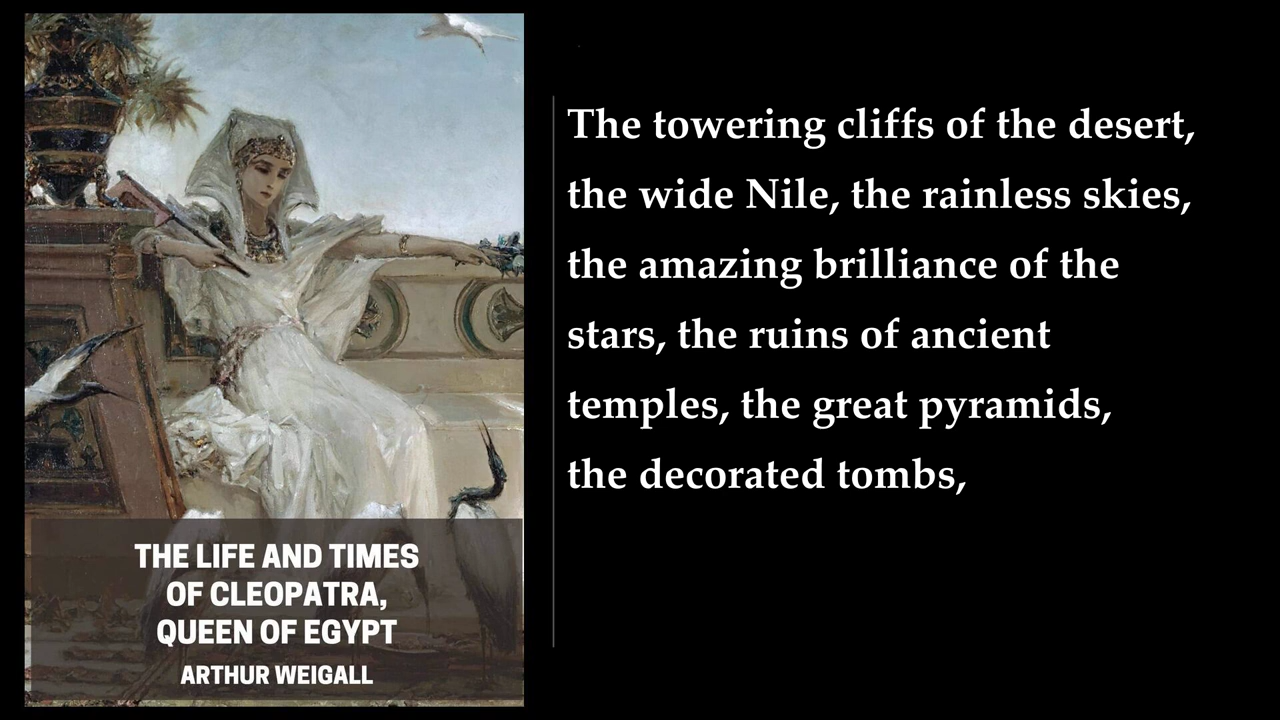 The towering cliffs of the desert,
the wide Nile, the rainless skies,
the amazing brilliance of the
stars, the ruins of ancient
temples, the great pyramids,
the decorated tombs,
THE LIFE AND TIMES
OF CLEOPATRA,
QUEEN OF EGYPT
ARTHUR WEIGALL